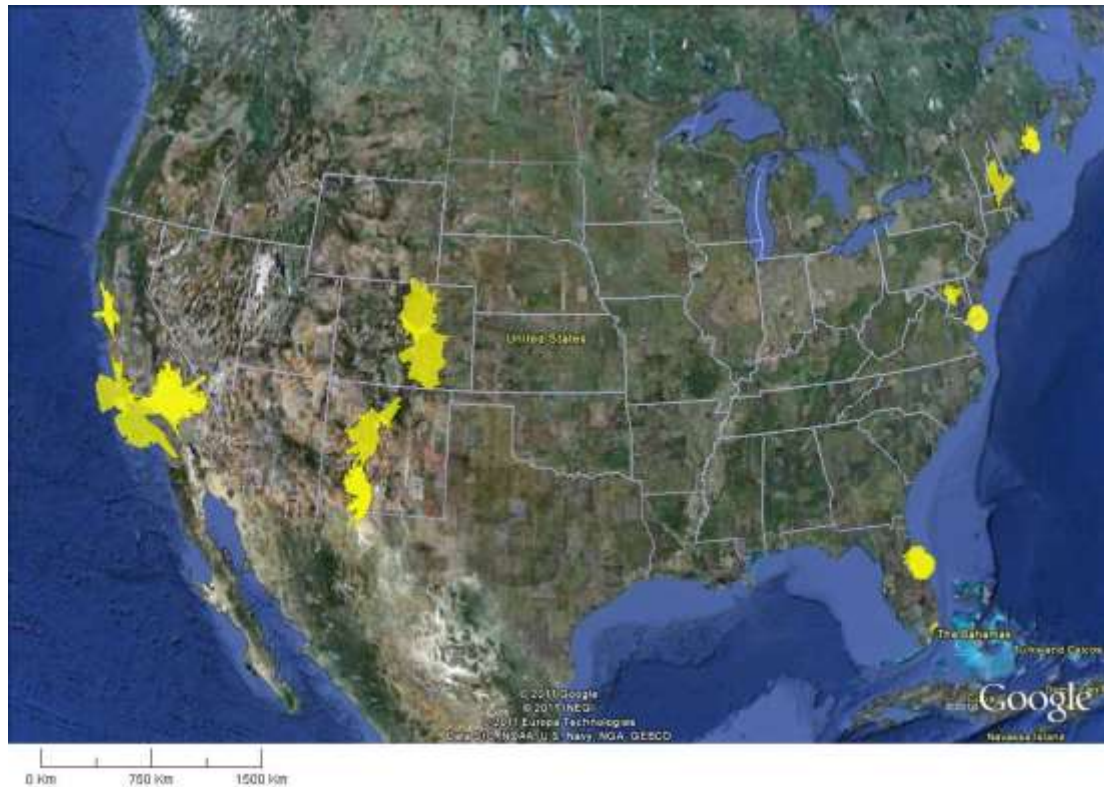 United States
The Bahamas
Turks and Caicos
© 2011 Google
© 2011 INEGI
2011 Europa Technologies
Data SIO, NOAA, U.S. Navy, NGA, GEBCO
Google
Navassa Island
0 Km
750 Km
1500 Km